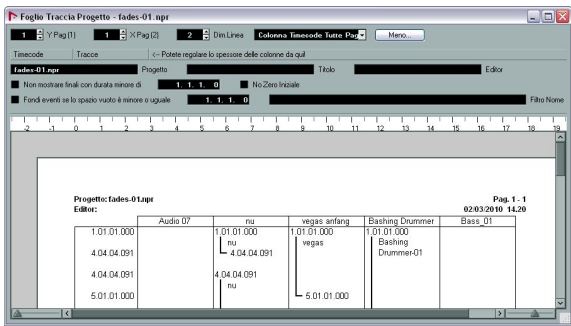 Foglio Traccia Progetto - fades-01.npr
1 Y Pag (1) 1 X Pag (2) 2 Dim.Linea Colonna Timecode Tutte Pag Meno...
Timecode Tracce <-- Potete regolare lo spessore delle colonne da qui!
fades-01.npr Progetto Titolo Editor
Non mostrare finali con durata minore di 1. 1. 1. 0 No Zero Iniziale
Fondi eventi se lo spazio vuoto è minore o uguale 1. 1. 1. 0 Filtro Nome
-2 -1 0 1 2 3 4 5 6 7 8 9 10 11 12 13 14 15 16 17 18 19
Progetto: fades-01.npr Pag. 1 - 1
Editor: 02/03/2010 14.20
Audio 07 nu vegas anfang Bashing Drummer Bass_01
1.01.01.000 1.01.01.000 1.01.01.000 1.01.01.000
nu vegas Bashing
4.04.04.091 4.04.04.091 Drummer-01
4.04.04.091 4.04.04.091
nu
5.01.01.000 5.01.01.000